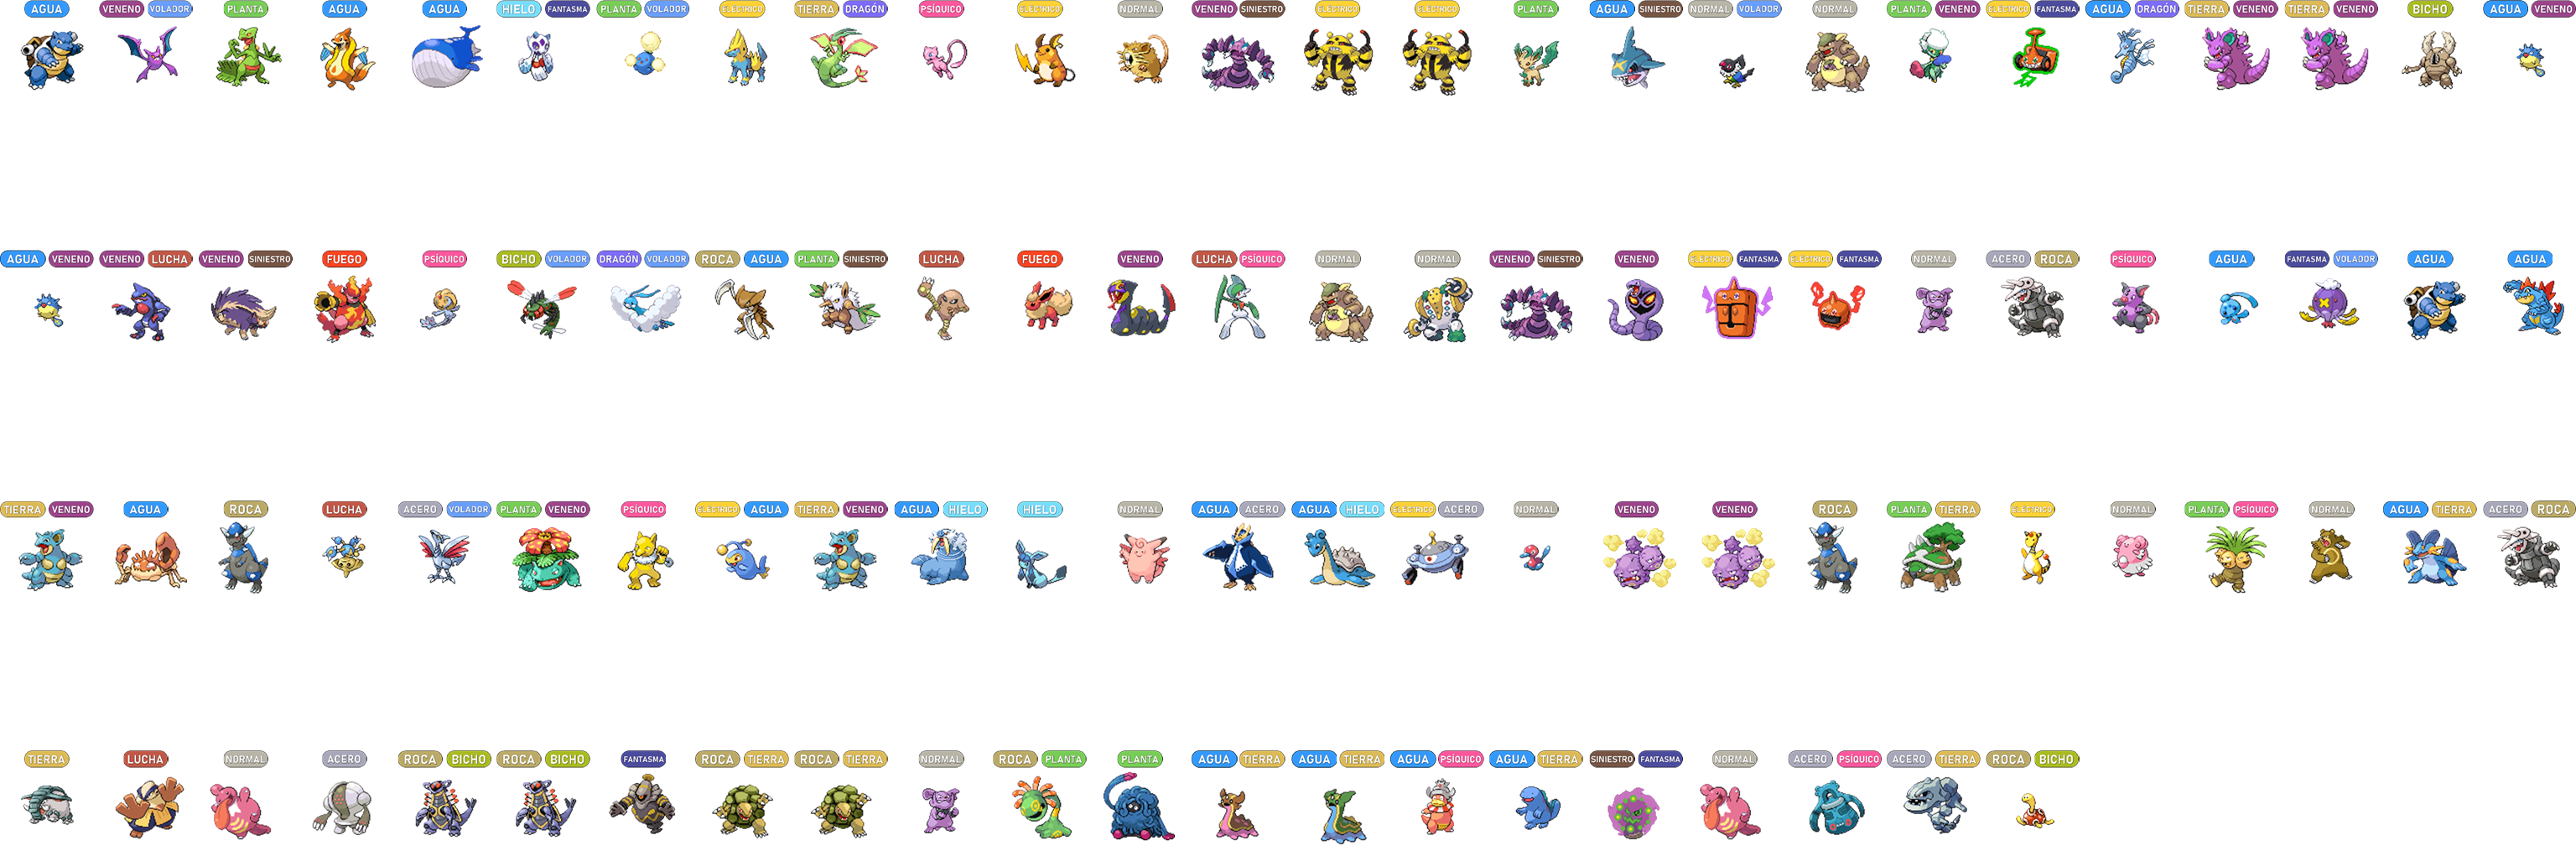 AGUA VENENO VOLADOR PLANTA AGUA AGUA HIELO FANTASMA PLANTA VOLADOR ELÉCTRICO TIERRA DRAGÓN PSÍQUICO ELÉCTRICO NORMAL VENENO SINIESTRO ELÉCTRICO ELÉCTRICO PLANTA AGUA SINIESTRO NORMAL VOLADOR NORMAL PLANTA VENENO ELÉCTRICO FANTASMA AGUA DRAGÓN TIERRA VENENO TIERRA VENENO BICHO AGUA VENENO
AGUA VENENO VENENO LUCHA VENENO SINIESTRO FUEGO PSÍQUICO BICHO VOLADOR DRAGÓN VOLADOR ROCA AGUA PLANTA SINIESTRO LUCHA FUEGO VENENO LUCHA PSÍQUICO NORMAL NORMAL VENENO SINIESTRO VENENO ELÉCTRICO FANTASMA ELÉCTRICO FANTASMA NORMAL ACERO ROCA PSÍQUICO AGUA FANTASMA VOLADOR AGUA AGUA
TIERRA VENENO AGUA ROCA LUCHA ACERO VOLADOR PLANTA VENENO PSÍQUICO ELÉCTRICO AGUA TIERRA VENENO AGUA HIELO HIELO NORMAL AGUA ACERO AGUA HIELO ELÉCTRICO ACERO NORMAL VENENO VENENO ROCA PLANTA TIERRA ELÉCTRICO NORMAL PLANTA PSÍQUICO NORMAL AGUA TIERRA ACERO ROCA
TIERRA LUCHA NORMAL ACERO ROCA BICHO ROCA BICHO FANTASMA ROCA TIERRA ROCA TIERRA NORMAL ROCA PLANTA PLANTA AGUA TIERRA AGUA TIERRA AGUA PSÍQUICO AGUA TIERRA SINIESTRO FANTASMA NORMAL ACERO PSÍQUICO ACERO TIERRA ROCA BICHO